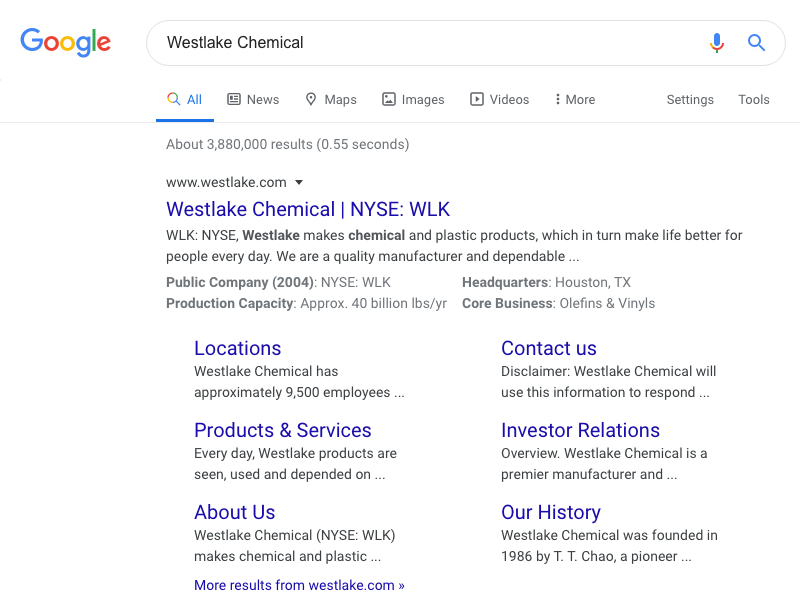 Google
Westlake Chemical
All News Maps Images Videos More Settings Tools
About 3,880,000 results (0.55 seconds)
www.westlake.com
Westlake Chemical | NYSE: WLK
WLK: NYSE, Westlake makes chemical and plastic products, which in turn make life better for
people every day. We are a quality manufacturer and dependable ...
Public Company (2004): NYSE: WLK Headquarters: Houston, TX
Production Capacity: Approx. 40 billion lbs/yr Core Business: Olefins & Vinyls
Locations
Westlake Chemical has
approximately 9,500 employees ...
Contact us
Disclaimer: Westlake Chemical will
use this information to respond ...
Products & Services
Every day, Westlake products are
seen, used and depended on ...
Investor Relations
Overview. Westlake Chemical is a
premier manufacturer and ...
About Us
Westlake Chemical (NYSE: WLK)
makes chemical and plastic ...
Our History
Westlake Chemical was founded in
1986 by T. T. Chao, a pioneer ...
More results from westlake.com »